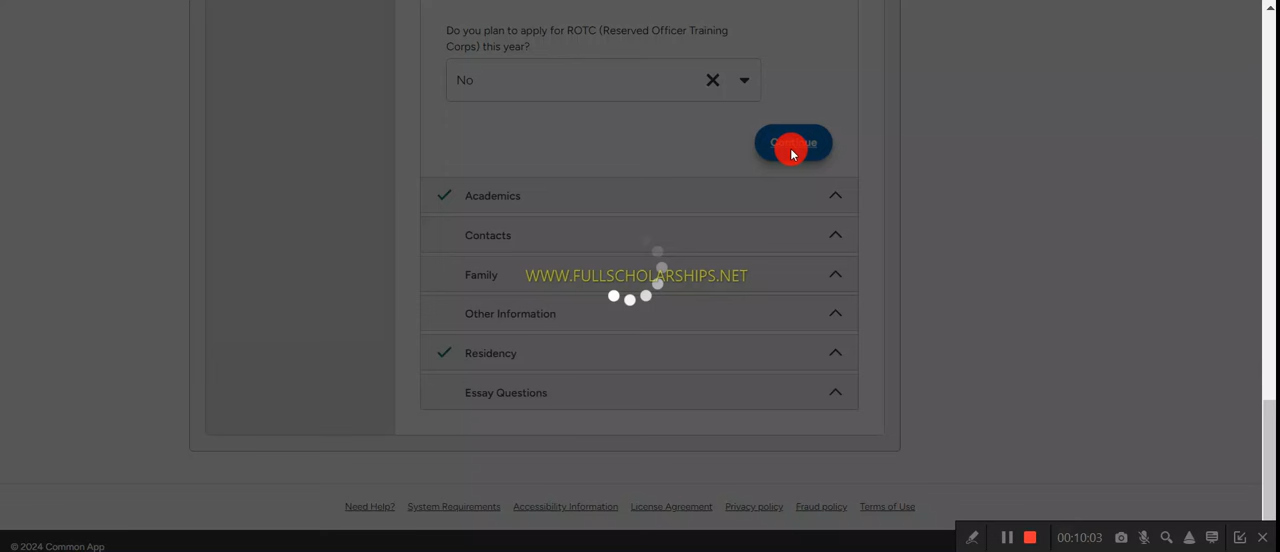 Do you plan to apply for ROTC (Reserved Officer Training
Corps) this year?
No
Continue
Academics
Contacts
Family
WWW.FULLSCHOLARSHIPS.NET
Other Information
Residency
Essay Questions
Need Help? System Requirements Accessibility Information License Agreement Privacy policy Fraud policy Terms of Use
00:10:03
© 2024 Common App